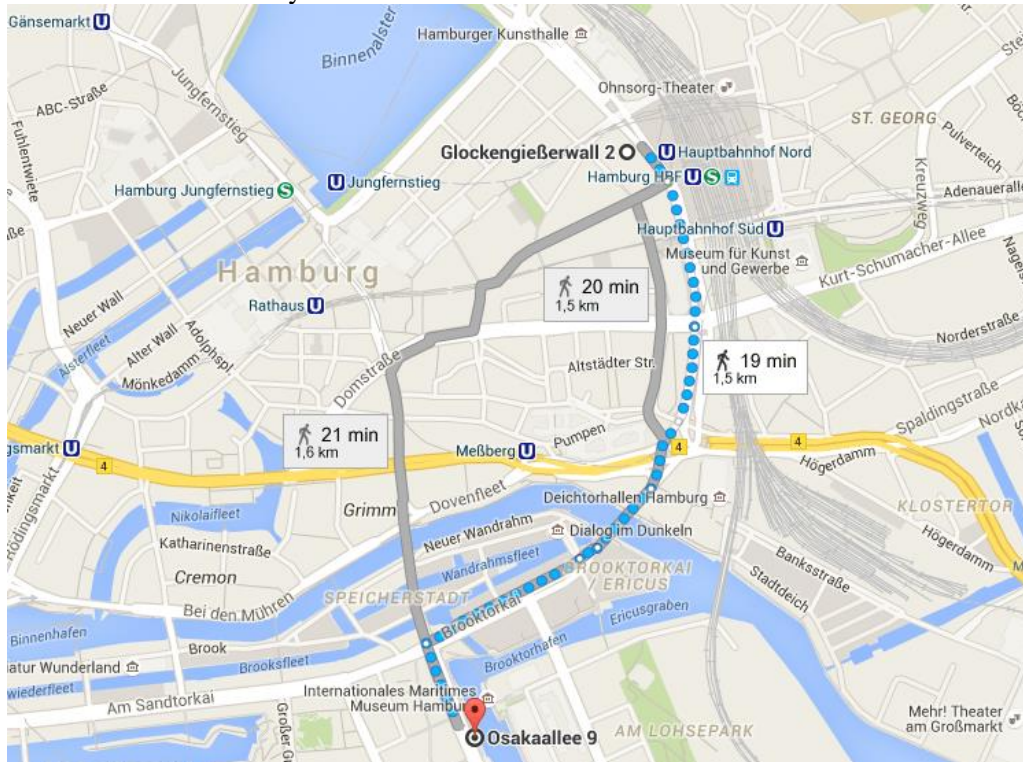 Gänsemarkt U
Hamburger Kunsthalle
Binnenalster
Ohnsorg-Theater
ABC-Straße
Jungfernstieg
ST. GEORG
Fuhlentwiete
Pulverteich
Glockengießerwall 2
U Hauptbahnhof Nord
Kreuzweg
Hamburg HBF U S
Hamburg Jungfernstieg S
U Jungfernstieg
Adenauerallee
Hauptbahnhof Süd U
Museum für Kunst
und Gewerbe
Kurt-Schumacher-Allee
Hamburg
20 min
1,5 km
Rathaus U
Neuer Wall
Alter Wall
Adolphspl.
Alsterfleet
Mönkedamm
Domstraße
Norderstraße
Altstädter Str.
19 min
1,5 km
Spaldingstraße
21 min
1,6 km
Pumpen
Meßberg U
4
4
4
Högerdamm
Rödingsmarkt
Nikolaifleet
Grimm
Dovenfleet
Deichtorhallen Hamburg
KLOSTERTOR
Neuer Wandrahm
Dialog im Dunkeln
Högerdamm
Katharinenstraße
Wandrahmsfleet
Banksstraße
Cremon
BROOKTORKAI
/ ERICUS
Stadtdeich
SPEICHERSTADT
Bei den Mühren
Brooktorkai
Ericusgraben
Binnenhafen
Brook
Brooksfleet
Brooktorhafen
atur Wunderland
Internationales Maritimes
Museum Hamburg
Am Sandtorkai
Großer
Osakaallee 9
AM LOHSEPARK
Mehr! Theater
am Großmarkt